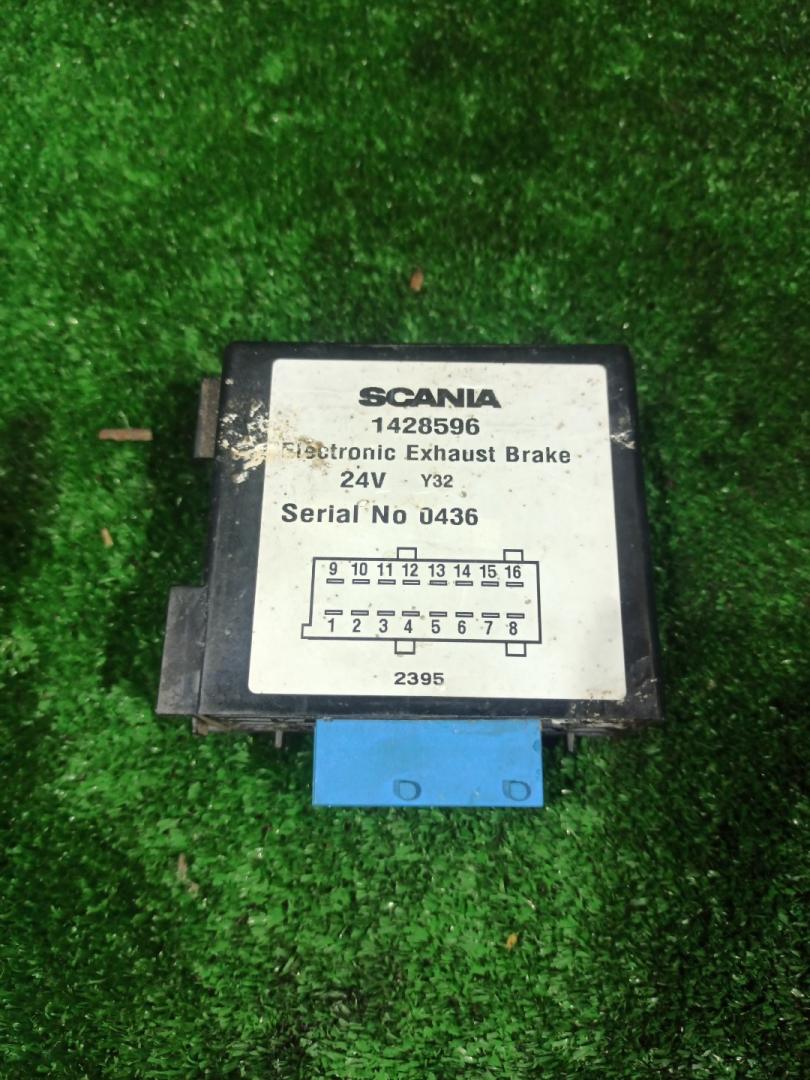 SCANIA
1428596
Electronic Exhaust Brake
24V Y32
Serial No 0436
9 10 11 12 13 14 15 16
1 2 3 4 5 6 7 8
2395